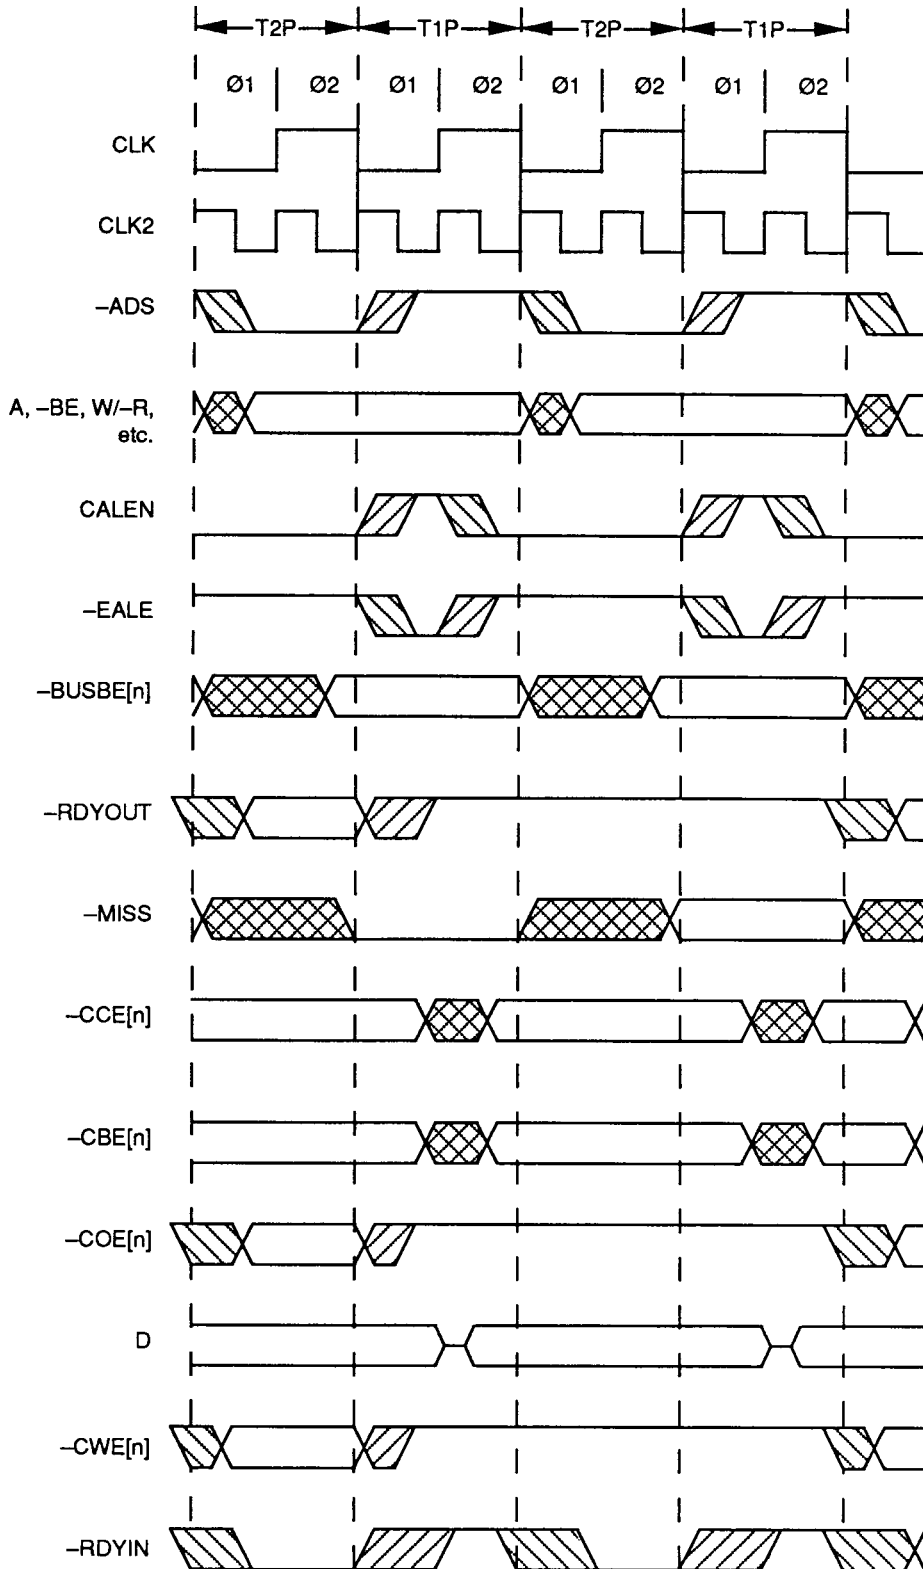 T2P T1P T2P T1P
Ø1 Ø2 Ø1 Ø2 Ø1 Ø2 Ø1 Ø2
CLK
CLK2
–ADS
A, –BE, W/–R,
etc.
CALEN
–EALE
–BUSBE[n]
–RDYOUT
–MISS
–CCE[n]
–CBE[n]
–COE[n]
D
–CWE[n]
–RDYIN